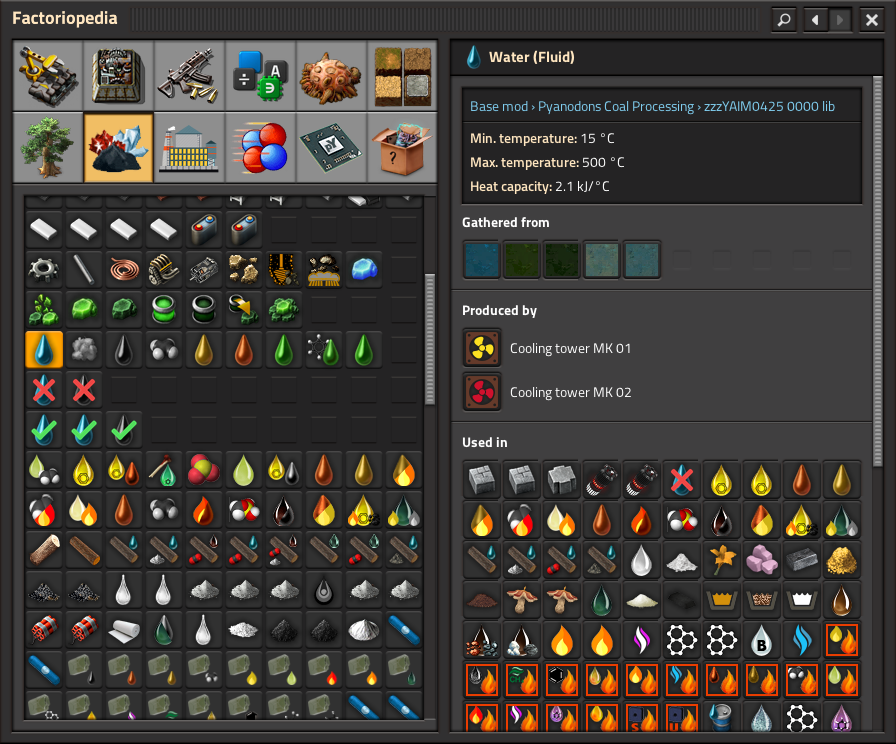 Factoriopedia
Water (Fluid)
Base mod › Pyanodons Coal Processing › zzzYAIM0425 0000 lib
Min. temperature: 15 °C
Max. temperature: 500 °C
Heat capacity: 2.1 kJ/°C
Gathered from
Produced by
Cooling tower MK 01
Cooling tower MK 02
Used in
A
?
B